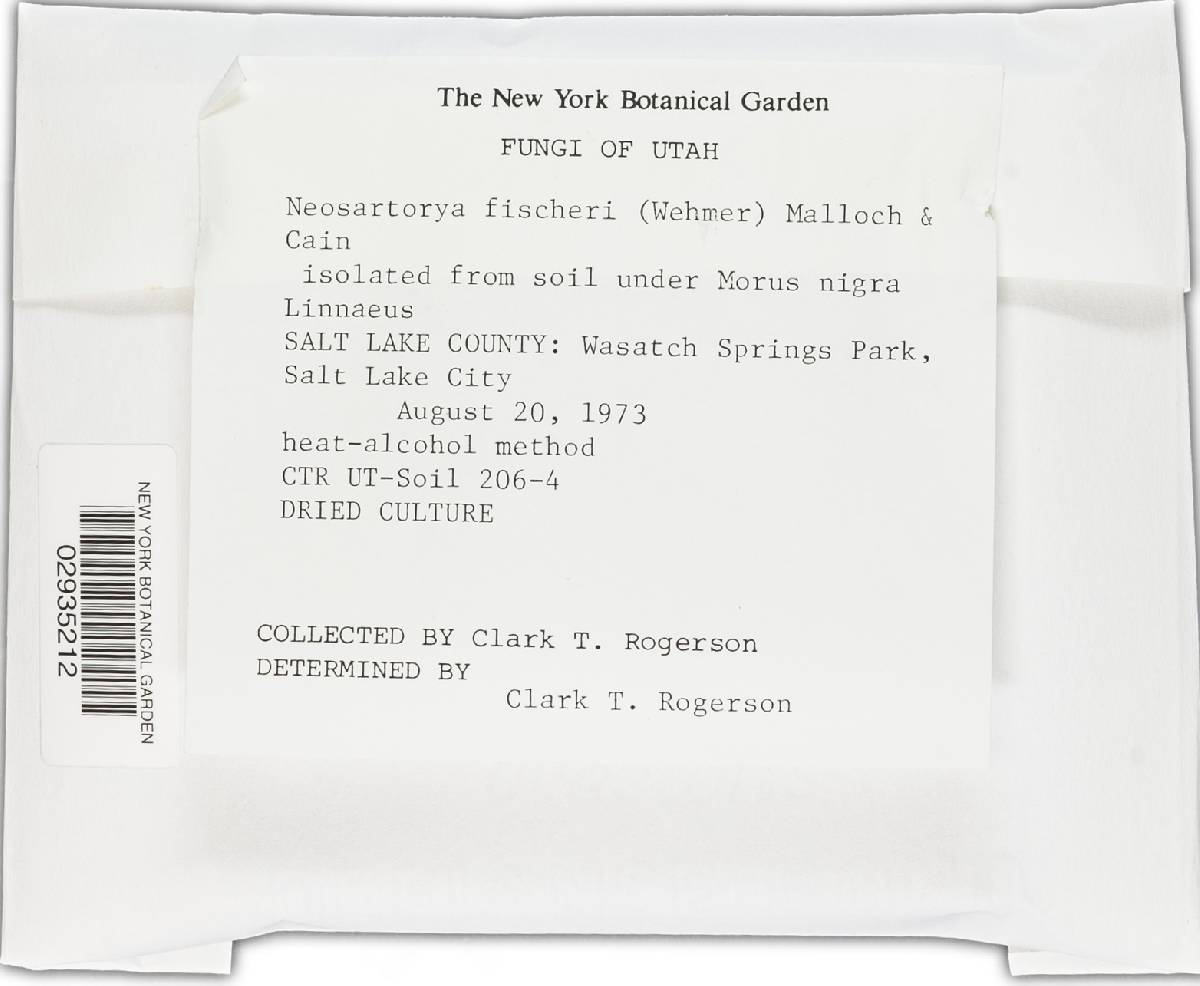 The New York Botanical Garden
FUNGI OF UTAH
Neosartorya fischeri (Wehmer) Malloch &
Cain
isolated from soil under Morus nigra
Linnaeus
SALT LAKE COUNTY: Wasatch Springs Park,
Salt Lake City
August 20, 1973
heat-alcohol method
CTR UT-Soil 206-4
DRIED CULTURE
COLLECTED BY Clark T. Rogerson
DETERMINED BY
Clark T. Rogerson
NEW YORK BOTANICAL GARDEN
02935212